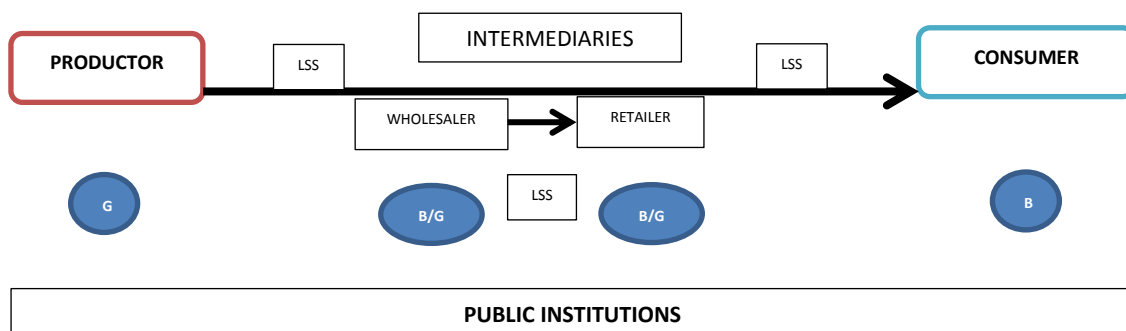 INTERMEDIARIES
PRODUCTOR
LSS
LSS
CONSUMER
WHOLESALER
RETAILER
G
B/G
LSS
B/G
B
PUBLIC INSTITUTIONS